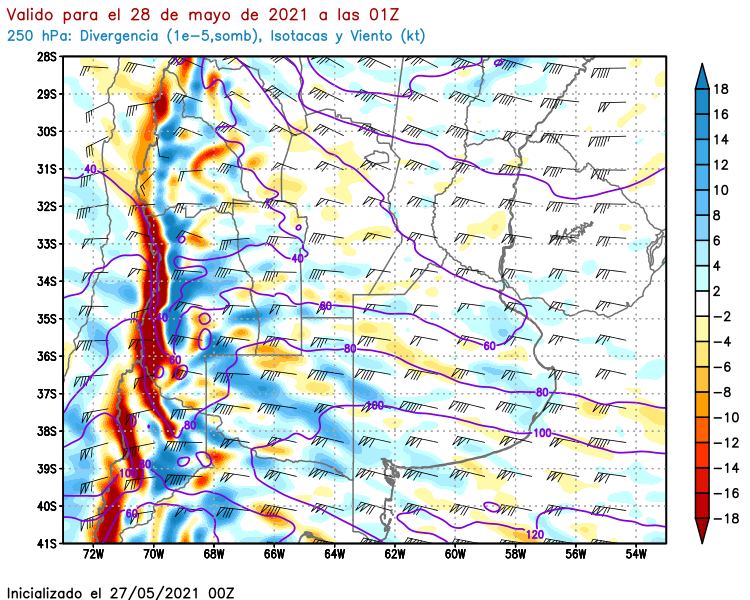 Valido para el 28 de mayo de 2021 a las 01Z
250 hPa: Divergencia (1e−5,somb), Isotacas y Viento (kt)
28S
29S
30S
31S
32S
33S
34S
35S
36S
37S
38S
39S
40S
41S
72W
70W
68W
66W
64W
62W
60W
58W
56W
54W
40
40
40
60
60
60
80
80
80
100
100
100
80
60
120
18
16
14
12
10
8
6
4
2
−2
−4
−6
−8
−10
−12
−14
−16
−18
Inicializado el 27/05/2021 00Z